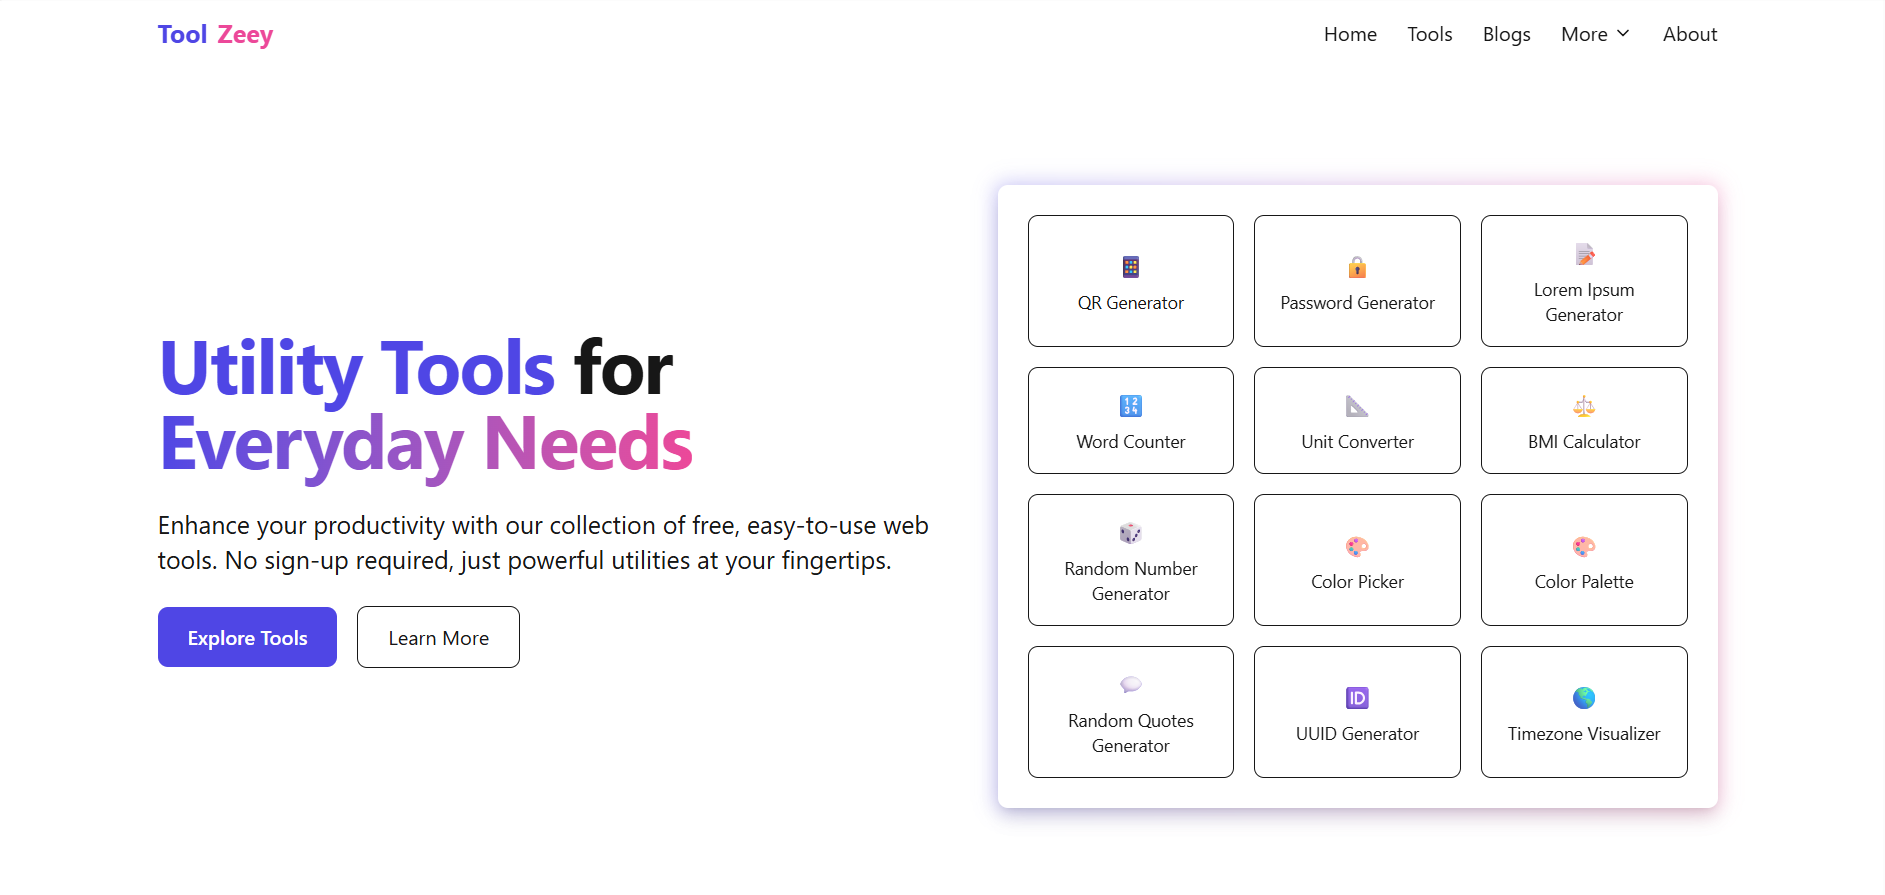 Tool Zeey
Home Tools Blogs More About
Utility Tools for
Everyday Needs
Enhance your productivity with our collection of free, easy-to-use web
tools. No sign-up required, just powerful utilities at your fingertips.
Explore Tools
Learn More
QR Generator
Password Generator
Lorem Ipsum
Generator
Word Counter
Unit Converter
BMI Calculator
Random Number
Generator
Color Picker
Color Palette
Random Quotes
Generator
UUID Generator
Timezone Visualizer